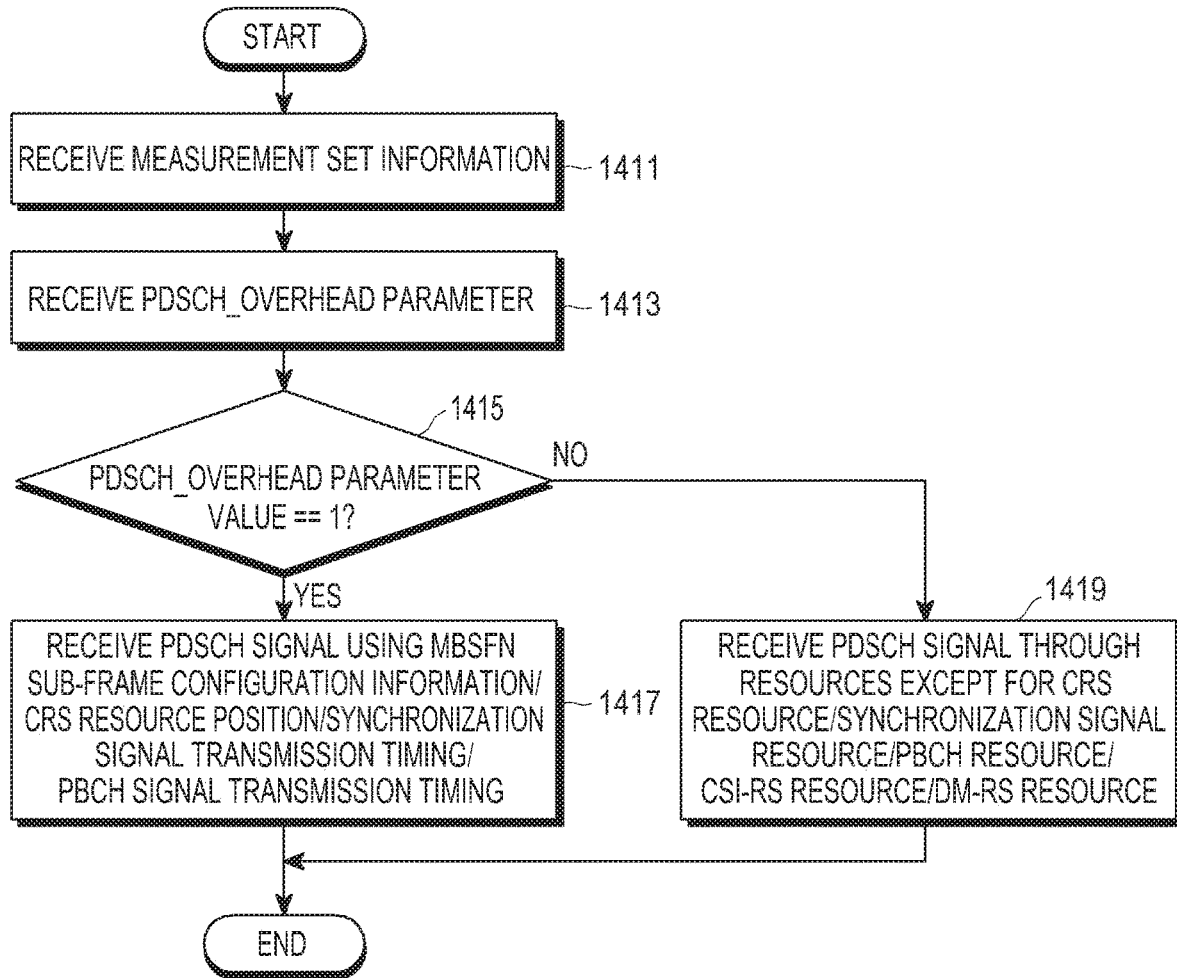 START
RECEIVE MEASUREMENT SET INFORMATION
1411
RECEIVE PDSCH_OVERHEAD PARAMETER
1413
1415
PDSCH_OVERHEAD PARAMETER
VALUE == 1?
NO
YES
RECEIVE PDSCH SIGNAL USING MBSFN
SUB-FRAME CONFIGURATION INFORMATION/
CRS RESOURCE POSITION/SYNCHRONIZATION
SIGNAL TRANSMISSION TIMING/
PBCH SIGNAL TRANSMISSION TIMING
1417
1419
RECEIVE PDSCH SIGNAL THROUGH
RESOURCES EXCEPT FOR CRS
RESOURCE/SYNCHRONIZATION SIGNAL
RESOURCE/PBCH RESOURCE/
CSI-RS RESOURCE/DM-RS RESOURCE
END